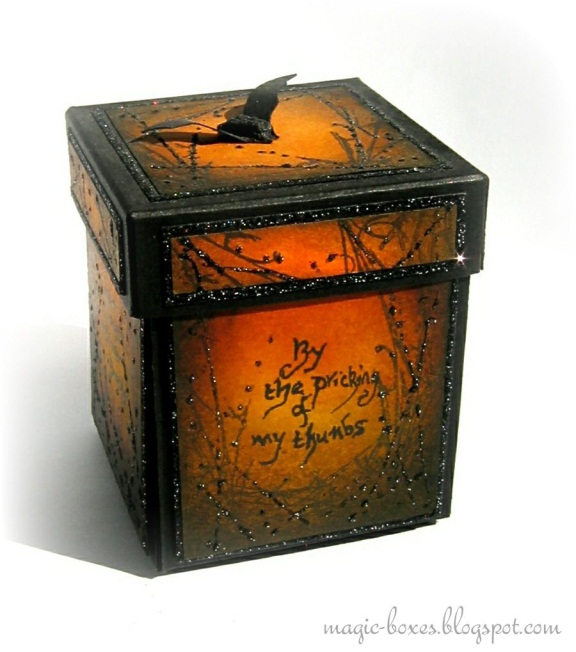 By
the pricking
of
my thumbs
magic-boxes.blogspot.com